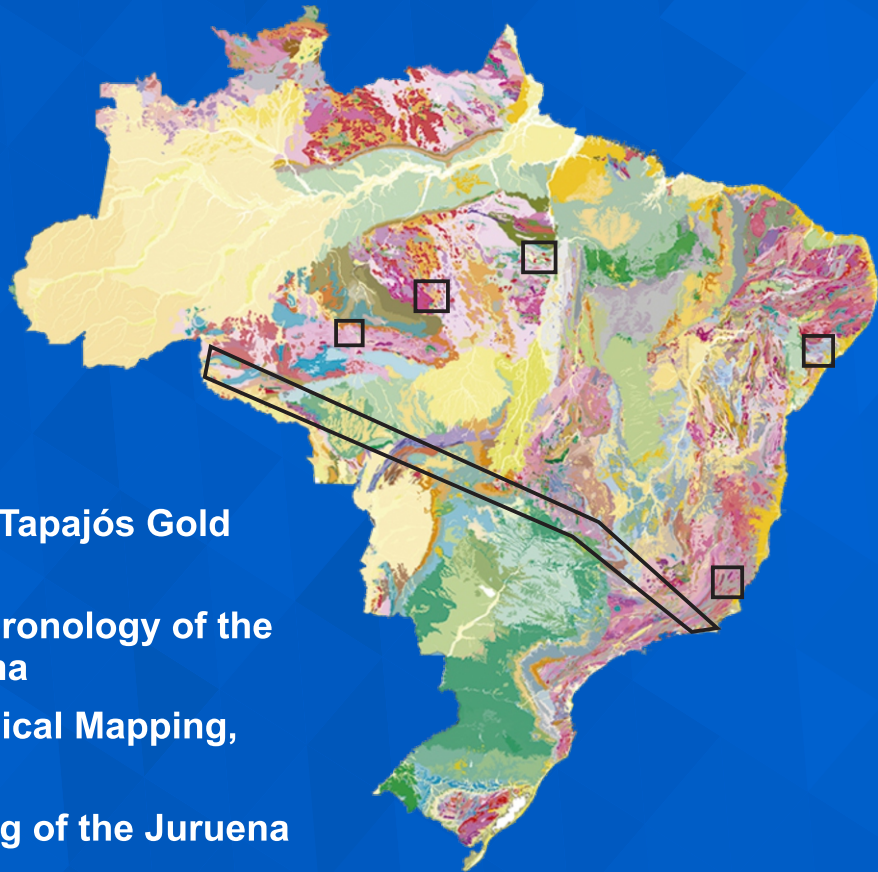 Tapajós Gold
ronology of the
na
ical Mapping,
g of the Juruena